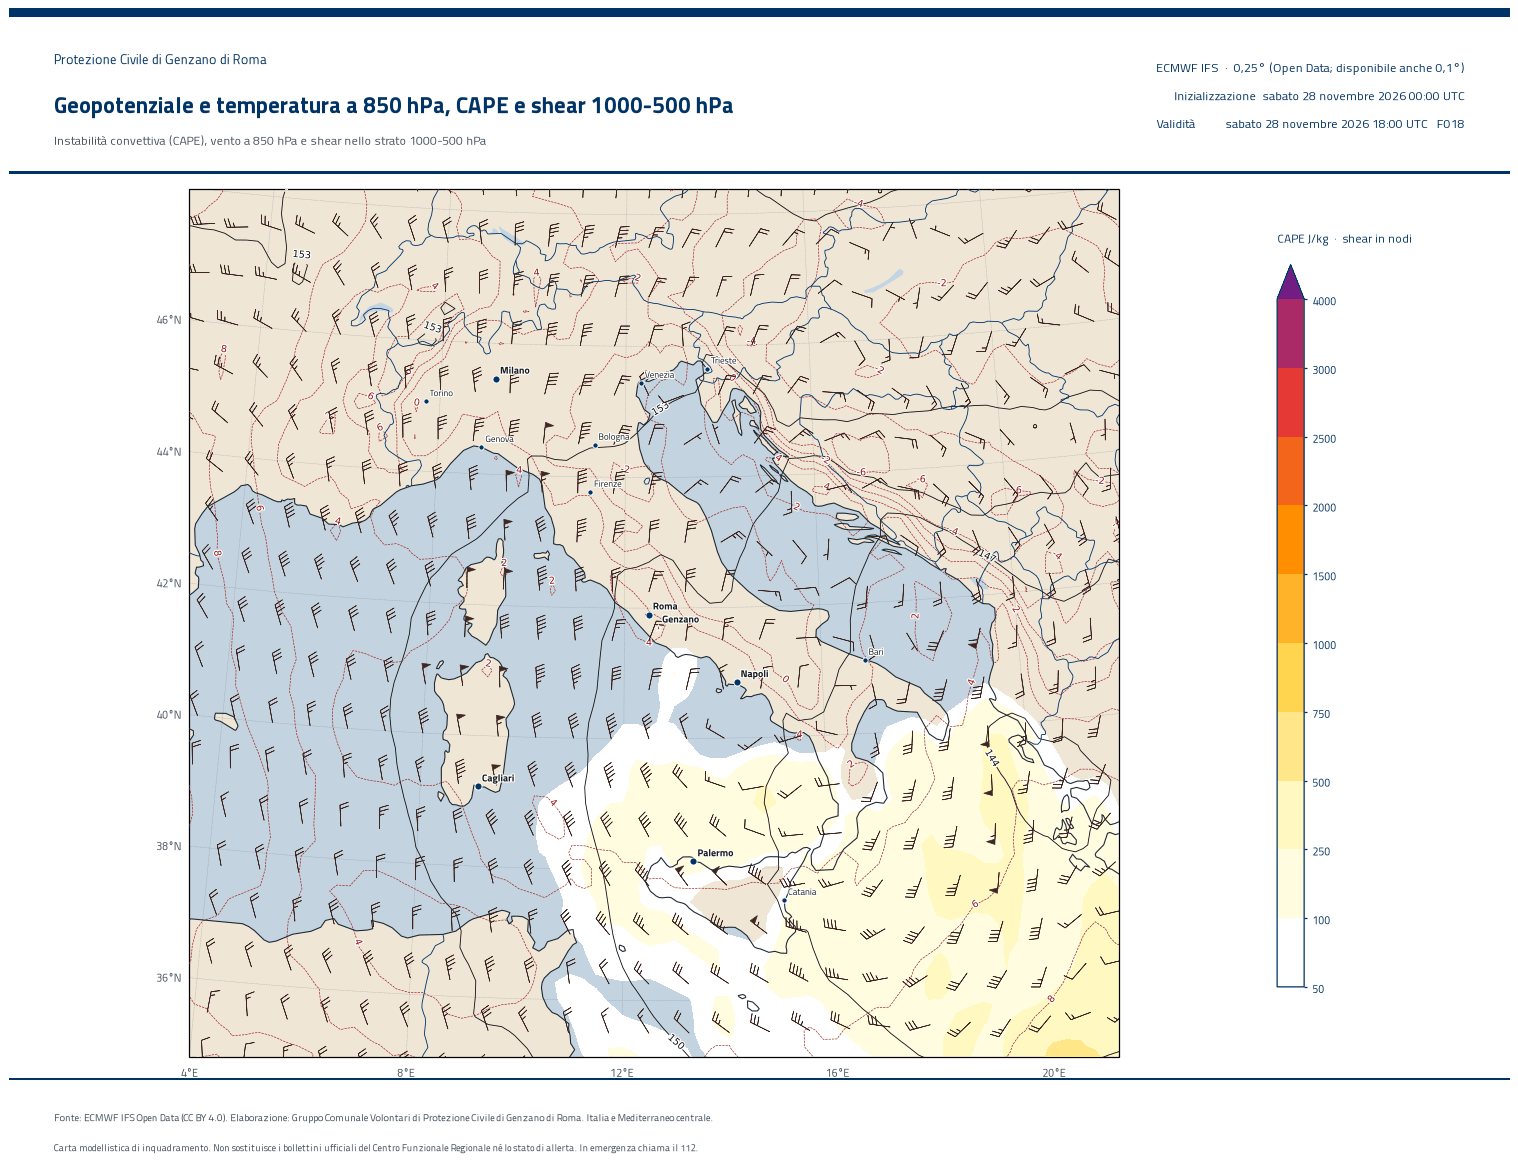 Protezione Civile di Genzano di Roma
Geopotenziale e temperatura a 850 hPa, CAPE e shear 1000-500 hPa
Instabilità convettiva (CAPE), vento a 850 hPa e shear nello strato 1000-500 hPa
ECMWF IFS · 0,25° (Open Data; disponibile anche 0,1°)
Inizializzazione sabato 28 novembre 2026 00:00 UTC
Validità sabato 28 novembre 2026 18:00 UTC F018
CAPE J/kg · shear in nodi
4000
3000
2500
2000
1500
1000
750
500
250
100
50
46°N
44°N
42°N
40°N
38°N
36°N
4°E
8°E
12°E
16°E
20°E
Milano
Torino
Venezia
Trieste
Genova
Bologna
Firenze
Roma
Genzano
Napoli
Bari
Cagliari
Palermo
Catania
153
153
153
147
144
150
Fonte: ECMWF IFS Open Data (CC BY 4.0). Elaborazione: Gruppo Comunale Volontari di Protezione Civile di Genzano di Roma. Italia e Mediterraneo centrale.
Carta modellistica di inquadramento. Non sostituisce i bollettini ufficiali del Centro Funzionale Regionale né lo stato di allerta. In emergenza chiama il 112.